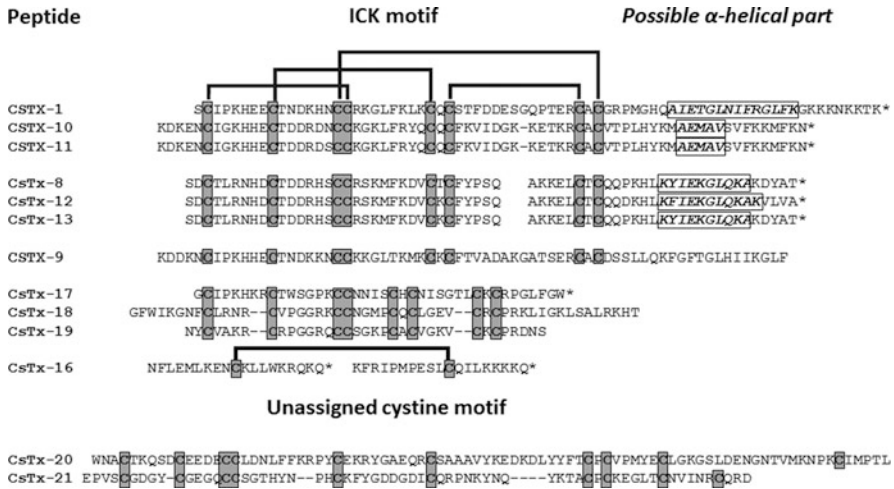 Peptide ICK motif Possible α-helical part
CSTX-1 SCIPKHEECTNDKHNCCRKGLFKLKCQCSTFDDESGQPTERCACGRPMGHQAIETGLNIFRGLFKGKKKNKKTK*
CSTX-10 KDKENCIGKHHECTDDRDNCCKGKLFRYQCQCFKVIDGK-KETKRCACVTPLHYKMAEMAVSVFKKMFKN*
CSTX-11 KDKENCIGKHHECTDDRDSCCKGKLFRYQCQCFKVIDGK-KETKRCACVTPLHYKMAEMAVSVFKKMFKN*
CsTx-8 SDCTLRNHDCTDDRHSCCRSKMFKDVCTCFYPSQ AKKELCTCQQPKHLKYIEKGLQKAKDYAT*
CsTx-12 SDCTLRNHDCTDDRHSCCRSKMFKDVCKCFYPSQ AKKELCTCQQDKHLKFIEKGLQKAKVLVA*
CsTx-13 SDCTLRNHDCTDDRHSCCRSKMFKDVCKCFYPSQ AKKELCTCQQPKHLKYIEKGLQKAKDYAT*
CSTX-9 KDDKNCIPKHHECTNDKKNCCKKGLTKMKCKCFTVADAKGATSERCACDSSLLQKFGFTGLHIIKGLF
CsTx-17 GCIPKHKRCTWSGPKCCNNISCHCNISGTLCKCRPGLFGW*
CsTx-18 GFWIKGNFCLRNR--CVPGGRKCCNGMPCQCLGEV--CRCPRKLIGKLSALRKHT
CsTx-19 NYCVAKR--CRPGGRQCCSGKPCACVGKV--CKCPRDNS
CsTx-16 NFLEMLKENCKLLWKRQKQ* KFRIPMPESLCQILKKKKQ*
Unassigned cystine motif
CsTx-20 WNACTKQSDCEEDECCLDNLFFKRPYCEKRYGAEQRCSAAAVYKEDKDLYYFTCPCVPMYECLGKGSLDENGNTVMKNPKCIMPTL
CsTx-21 EPVSCGDGY-CGEGQCCSGTHYN--PHCKFYGDDGDICQRPNKYNQ----YKTACPCKEGLTCNVINRCQRD